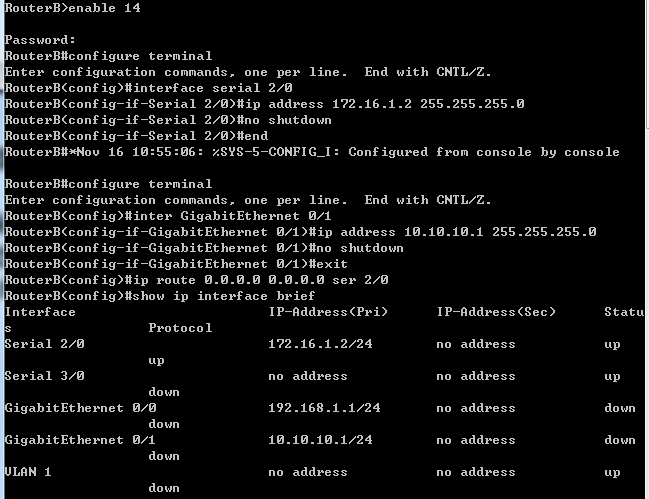 RouterB>enable 14
Password:
RouterB#configure terminal
Enter configuration commands, one per line.  End with CNTL/Z.
RouterB(config)#interface serial 2/0
RouterB(config-if-Serial 2/0)#ip address 172.16.1.2 255.255.255.0
RouterB(config-if-Serial 2/0)#no shutdown
RouterB(config-if-Serial 2/0)#end
RouterB#*Nov 16 10:55:06: %SYS-5-CONFIG_I: Configured from console by console
RouterB#configure terminal
Enter configuration commands, one per line.  End with CNTL/Z.
RouterB(config)#inter GigabitEthernet 0/1
RouterB(config-if-GigabitEthernet 0/1)#ip address 10.10.10.1 255.255.255.0
RouterB(config-if-GigabitEthernet 0/1)#no shutdown
RouterB(config-if-GigabitEthernet 0/1)#exit
RouterB(config)#ip route 0.0.0.0 0.0.0.0 ser 2/0
RouterB(config)#show ip interface brief
Interface                        IP-Address(Pri)      IP-Address(Sec)      Statu
s                 Protocol
Serial 2/0                       172.16.1.2/24        no address           up
                  up
Serial 3/0                       no address           no address           up
                  down
GigabitEthernet 0/0              192.168.1.1/24       no address           down
                  down
GigabitEthernet 0/1              10.10.10.1/24        no address           down
                  down
VLAN 1                           no address           no address           up
                  down